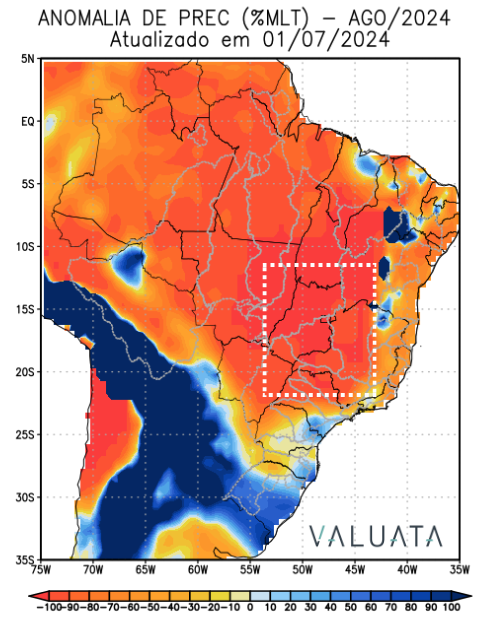 ANOMALIA DE PREC (%MLT) – AGO/2024
Atualizado em 01/07/2024
5N
EQ
5S
10S
15S
20S
25S
30S
35S
VALUATA
75W 70W 65W 60W 55W 50W 45W 40W 35W
-100 -90 -80 -70 -60 -50 -40 -30 -20 -10 0 10 20 30 40 50 60 70 80 90 100